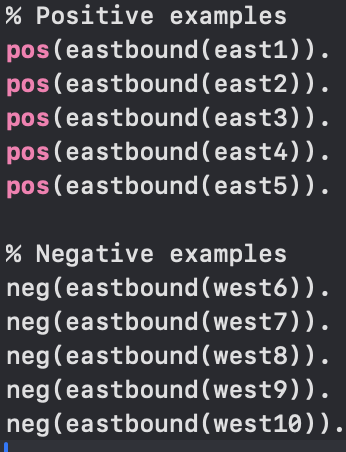 % Positive examples
pos(eastbound(east1)).
pos(eastbound(east2)).
pos(eastbound(east3)).
pos(eastbound(east4)).
pos(eastbound(east5)).
% Negative examples
neg(eastbound(west6)).
neg(eastbound(west7)).
neg(eastbound(west8)).
neg(eastbound(west9)).
neg(eastbound(west10)).